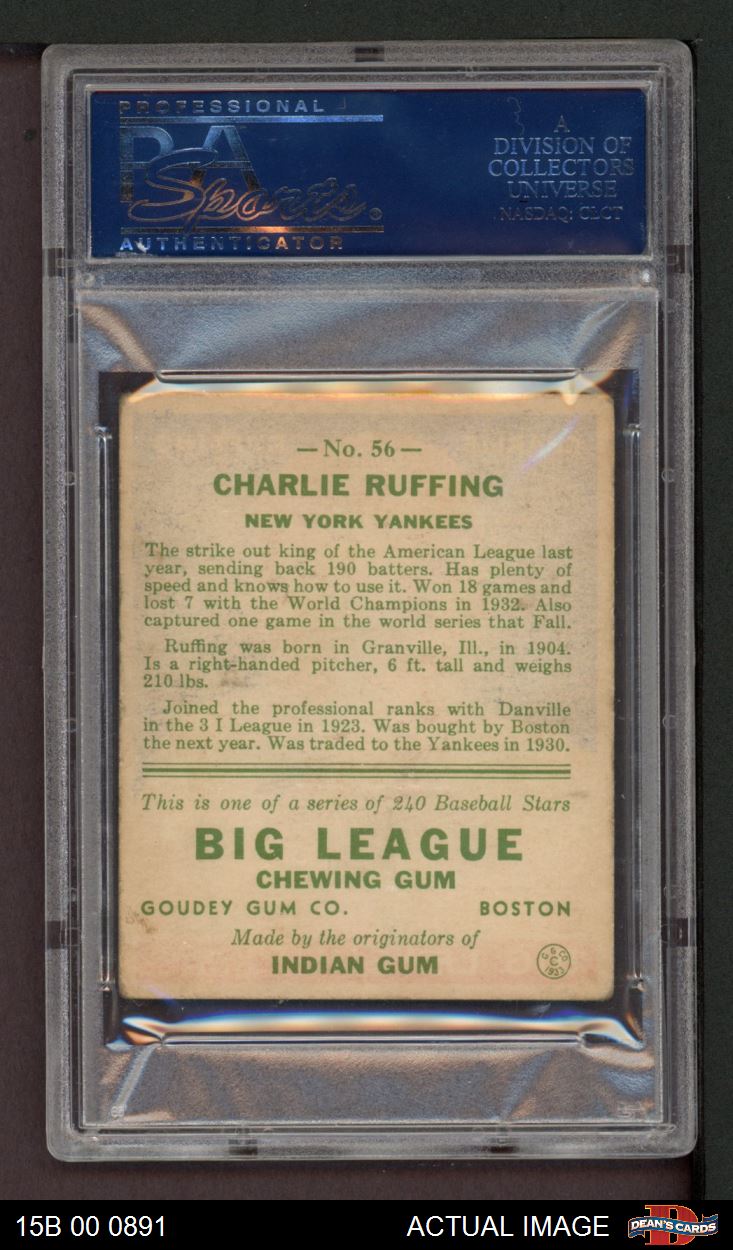 PROFESSIONAL
PSA
Sports®
AUTHENTICATOR
A
DIVISION OF
COLLECTORS
UNIVERSE
NASDAQ: CLCT
—No. 56—
CHARLIE RUFFING
NEW YORK YANKEES
The strike out king of the American League last
year, sending back 190 batters. Has plenty of
speed and knows how to use it. Won 18 games and
lost 7 with the World Champions in 1932. Also
captured one game in the world series that Fall.
Ruffing was born in Granville, Ill., in 1904.
Is a right-handed pitcher, 6 ft. tall and weighs
210 lbs.
Joined the professional ranks with Danville
in the 3 I League in 1923. Was bought by Boston
the next year. Was traded to the Yankees in 1930.
This is one of a series of 240 Baseball Stars
BIG LEAGUE
CHEWING GUM
GOUDEY GUM CO. BOSTON
Made by the originators of
INDIAN GUM
G G CO
C
1933
15B 00 0891 ACTUAL IMAGE DEAN'S CARDS